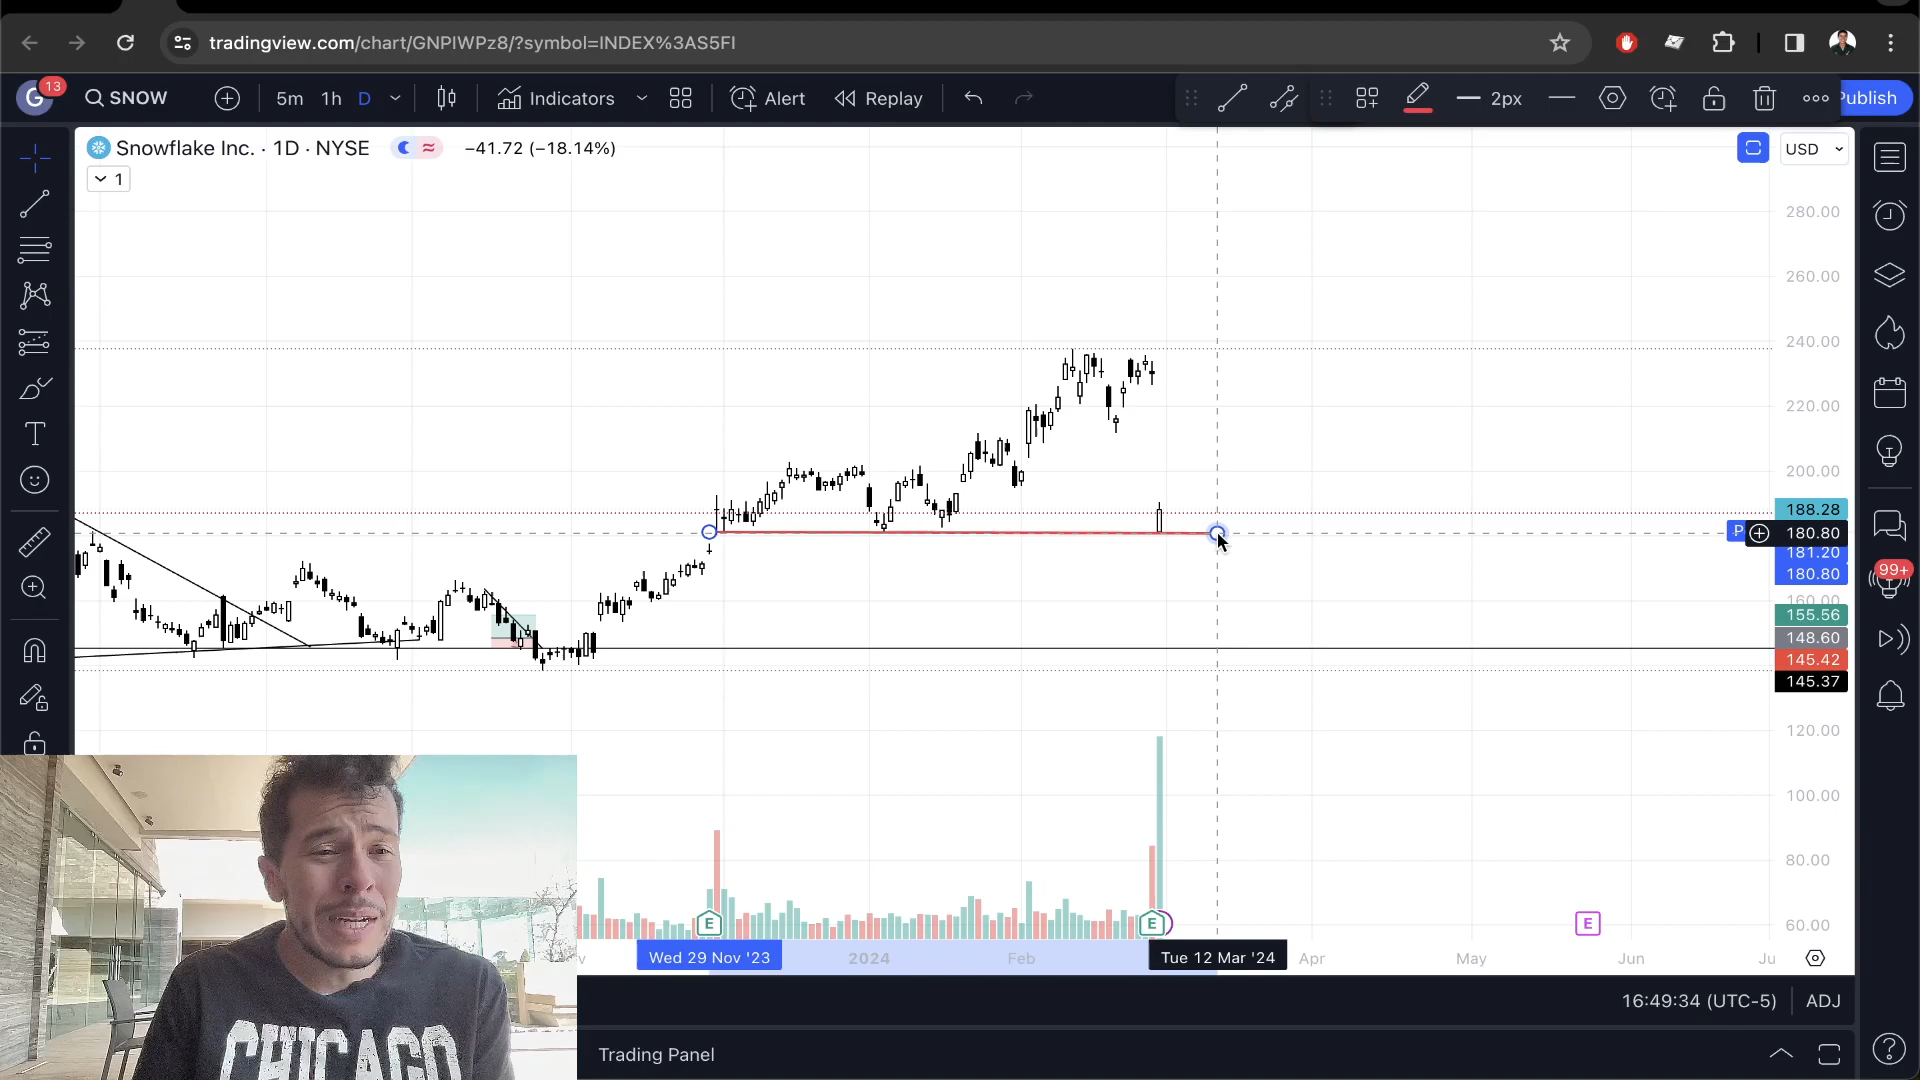 tradingview.com/chart/GNPIWPz8/?symbol=INDEX%3AS5FI
G 13 SNOW 5m 1h D Indicators Alert Replay 2px Publish
Snowflake Inc. · 1D · NYSE −41.72 (−18.14%) USD
1
280.00
260.00
240.00
220.00
200.00
188.28
P 180.80
181.20
180.80
160.00
155.56
148.60
145.42
145.37
120.00
100.00
80.00
60.00
99+
E E E
Wed 29 Nov '23 2024 Feb Tue 12 Mar '24 Apr May Jun Ju
16:49:34 (UTC-5) ADJ
Trading Panel
CHICAGO